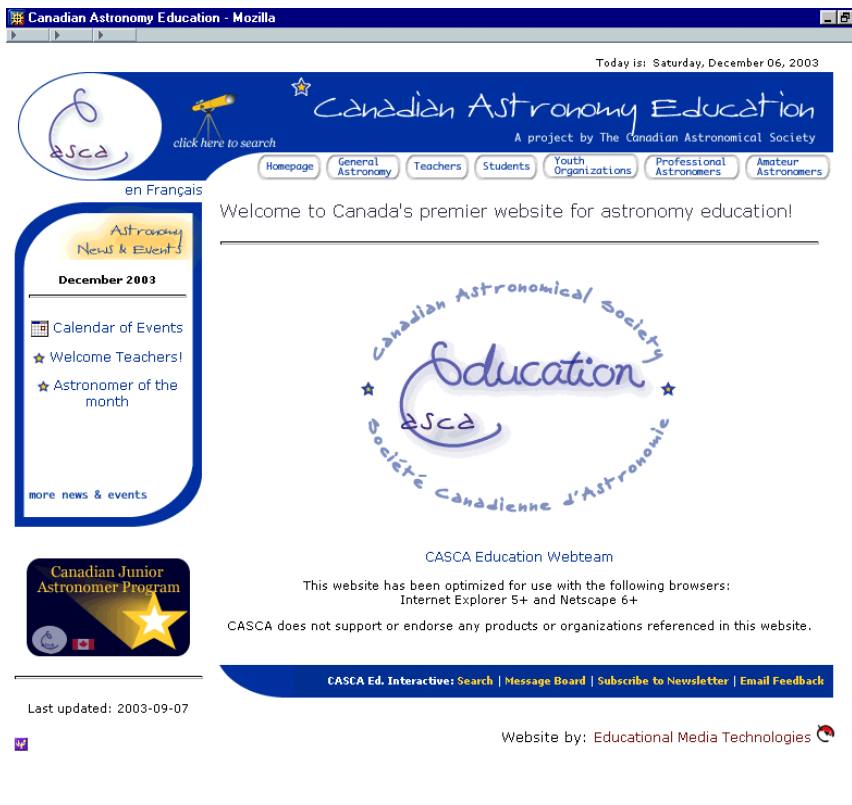 Canadian Astronomy Education - Mozilla
Today is: Saturday, December 06, 2003
casca
click here to search
Canadian Astronomy Education
A project by The Canadian Astronomical Society
Homepage
General Astronomy
Teachers
Students
Youth Organizations
Professional Astronomers
Amateur Astronomers
en Français
Astronomy
News & Events
December 2003
Calendar of Events
Welcome Teachers!
Astronomer of the
month
more news & events
Canadian Junior
Astronomer Program
Last updated: 2003-09-07
Welcome to Canada's premier website for astronomy education!
Canadian Astronomical Society
Education
casca
Société Canadienne d'Astronomie
CASCA Education Webteam
This website has been optimized for use with the following browsers:
Internet Explorer 5+ and Netscape 6+
CASCA does not support or endorse any products or organizations referenced in this website.
CASCA Ed. Interactive: Search | Message Board | Subscribe to Newsletter | Email Feedback
Website by: Educational Media Technologies